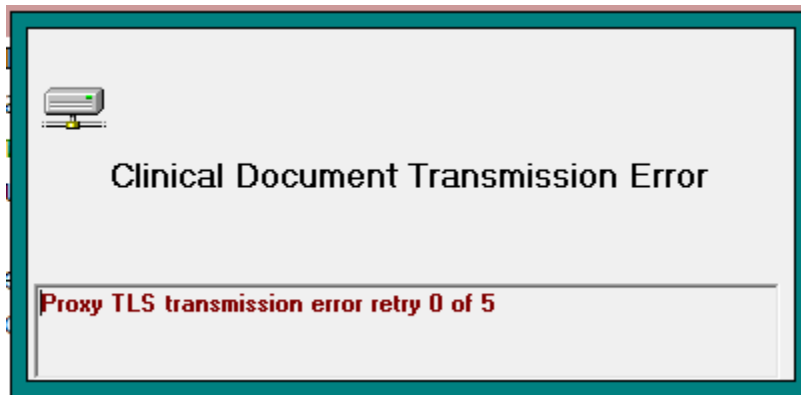 Clinical Document Transmission Error
Proxy TLS transmission error retry 0 of 5